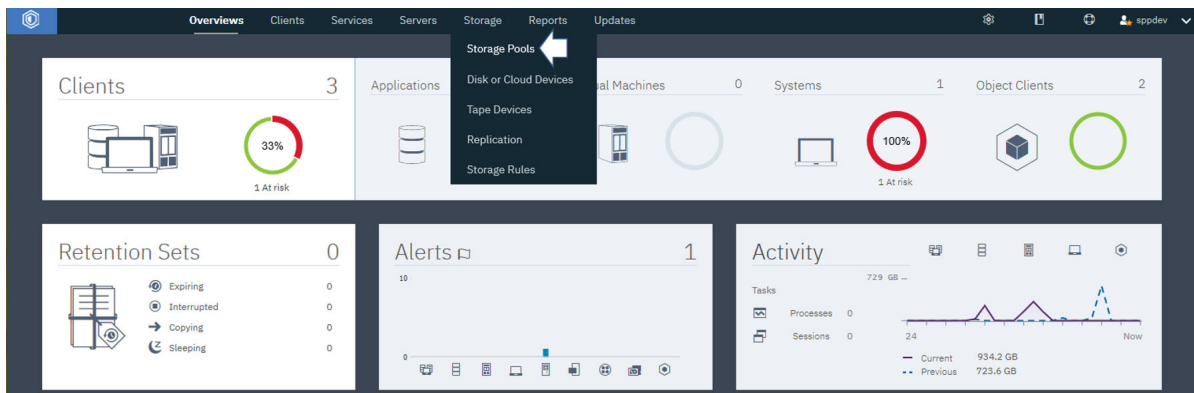 Overviews Clients Services Servers Storage Reports Updates sppdev
Storage Pools
Disk or Cloud Devices
Tape Devices
Replication
Storage Rules
Clients 3
33%
1 At risk
Applications
Machines 0
Systems 1
100%
1 At risk
Object Clients 2
Retention Sets 0
Expiring 0
Interrupted 0
Copying 0
Sleeping 0
Alerts 1
10
0
Activity
729 GB
Tasks
Processes 0
Sessions 0
24 Now
Current 934.2 GB
Previous 723.6 GB